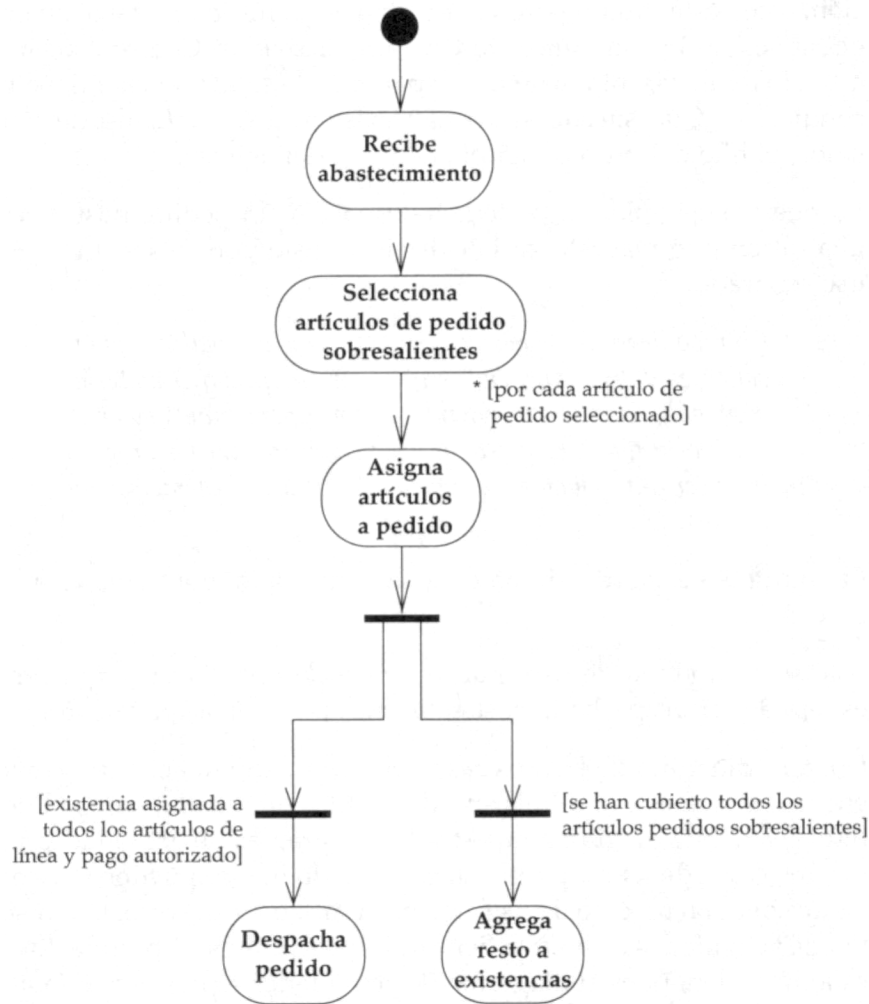 Recibe
abastecimiento
Selecciona
artículos de pedido
sobresalientes
* [por cada artículo de
pedido seleccionado]
Asigna
artículos
a pedido
[existencia asignada a
todos los artículos de
línea y pago autorizado]
[se han cubierto todos los
artículos pedidos sobresalientes]
Despacha
pedido
Agrega
resto a
existencias